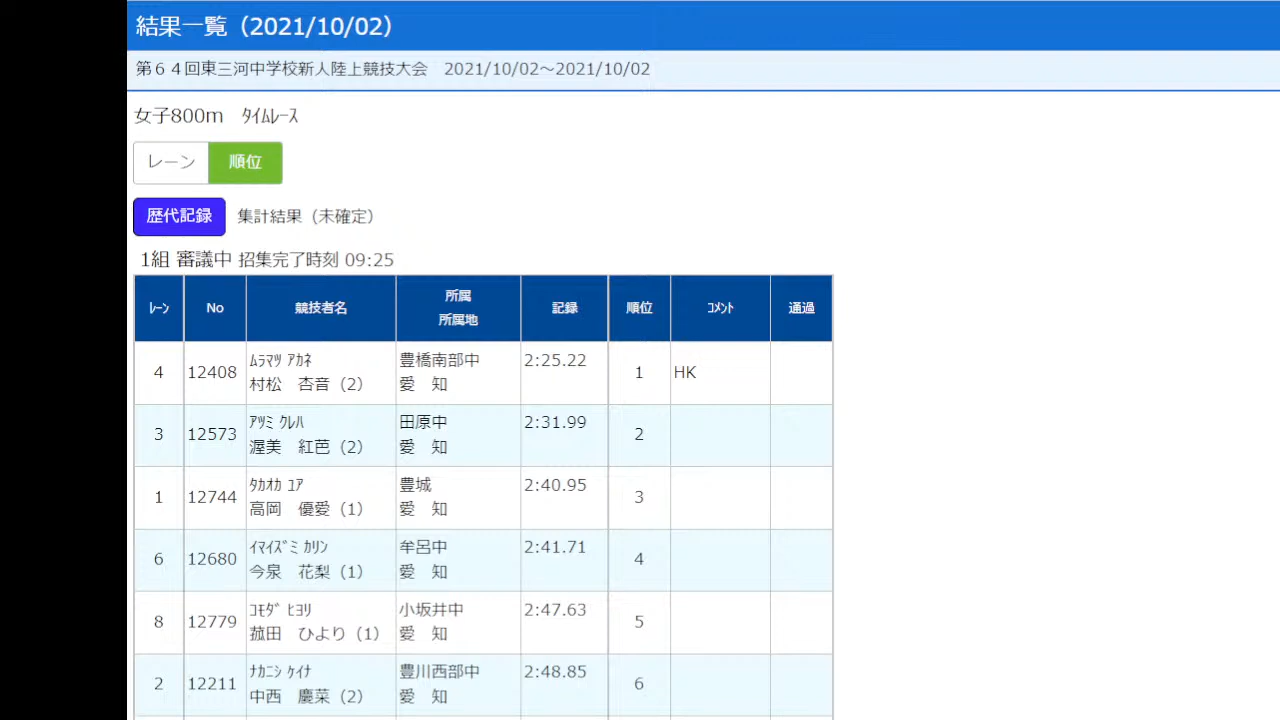 結果一覧（2021/10/02）
第６４回東三河中学校新人陸上競技大会　2021/10/02～2021/10/02
女子800m　ﾀｲﾑﾚｰｽ
レーン 順位
歴代記録 集計結果（未確定）
1組 審議中 招集完了時刻 09:25
ﾚｰﾝ No 競技者名 所属 記録 順位 ｺﾒﾝﾄ 通過
所属地
4 12408 ﾑﾗﾏﾂ ｱｶﾈ 豊橋南部中 2:25.22 1 HK
村松　杏音（2） 愛　知
3 12573 ｱﾂﾐ ｸﾚﾊ 田原中 2:31.99 2
渥美　紅芭（2） 愛　知
1 12744 ﾀｶｵｶ ﾕｱ 豊城 2:40.95 3
高岡　優愛（1） 愛　知
6 12680 ｲﾏｲｽﾞﾐ ｶﾘﾝ 牟呂中 2:41.71 4
今泉　花梨（1） 愛　知
8 12779 ｺﾓﾀﾞ ﾋﾖﾘ 小坂井中 2:47.63 5
菰田　ひより（1） 愛　知
2 12211 ﾅｶﾆｼ ｹｲﾅ 豊川西部中 2:48.85 6
中西　慶菜（2） 愛　知